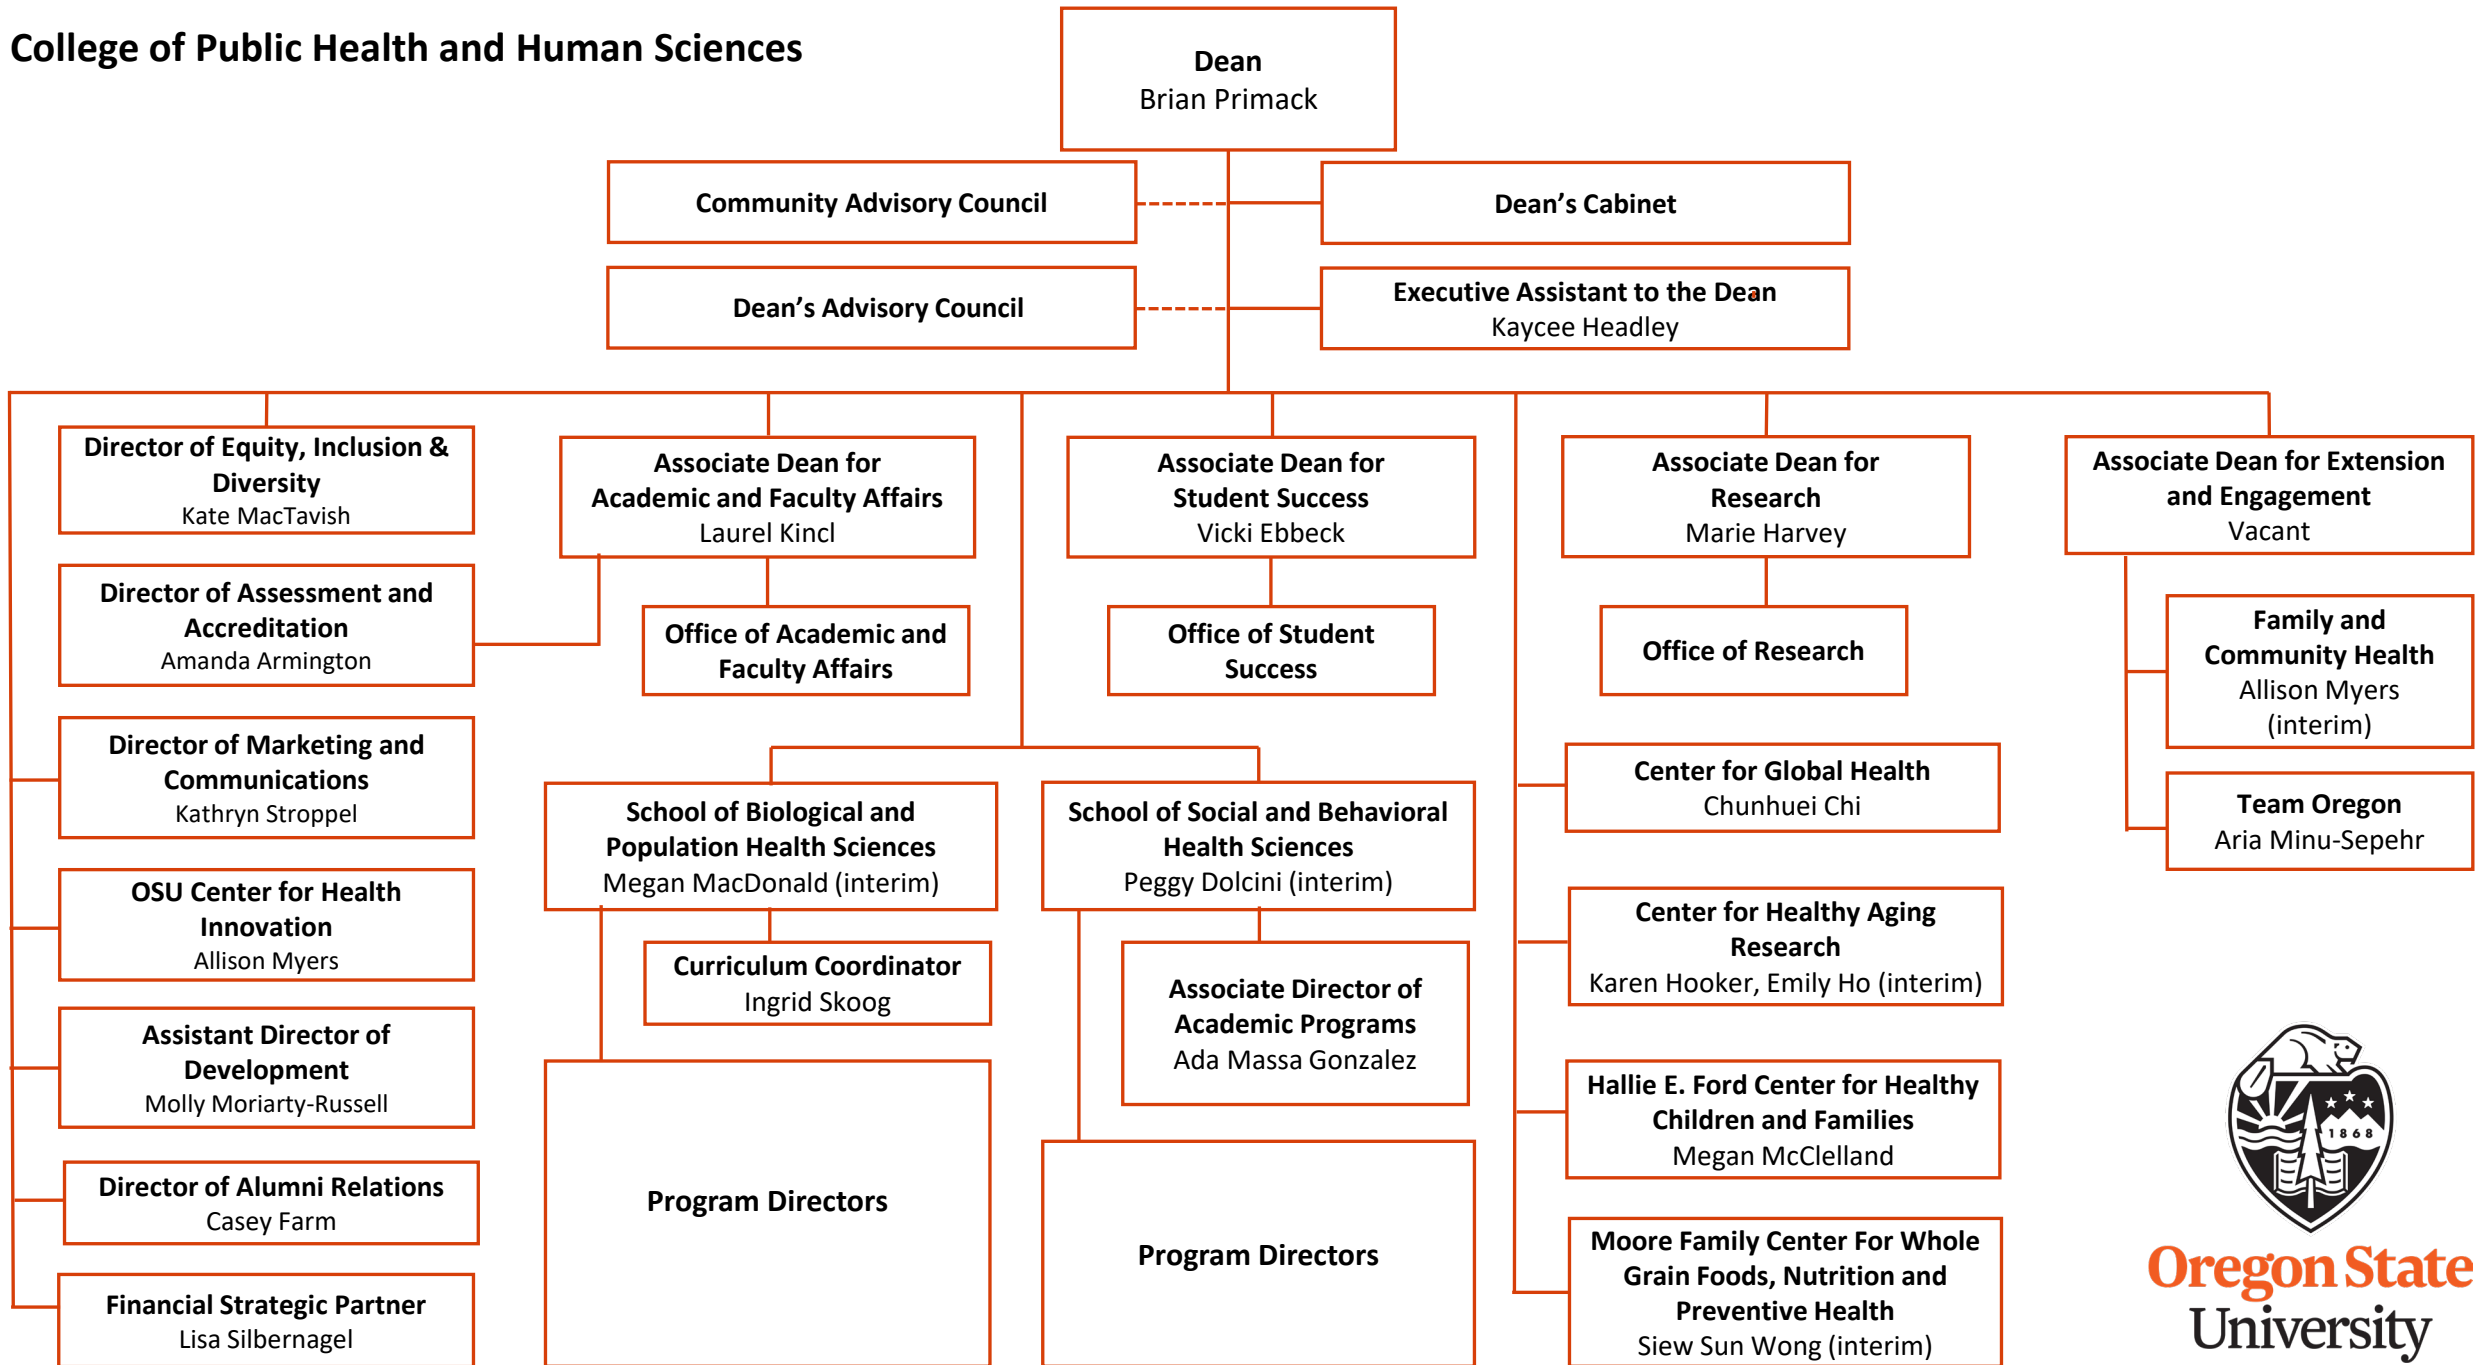 College of Public Health and Human Sciences
Dean
Brian Primack
Community Advisory Council
Dean's Cabinet
Dean's Advisory Council
Executive Assistant to the Dean
Kaycee Headley
Director of Equity, Inclusion &
Diversity
Kate MacTavish
Director of Assessment and
Accreditation
Amanda Armington
Director of Marketing and
Communications
Kathryn Stroppel
OSU Center for Health
Innovation
Allison Myers
Assistant Director of
Development
Molly Moriarty-Russell
Director of Alumni Relations
Casey Farm
Financial Strategic Partner
Lisa Silbernagel
Associate Dean for
Academic and Faculty Affairs
Laurel Kincl
Office of Academic and
Faculty Affairs
Associate Dean for
Student Success
Vicki Ebbeck
Office of Student
Success
School of Biological and
Population Health Sciences
Megan MacDonald (interim)
Curriculum Coordinator
Ingrid Skoog
Program Directors
School of Social and Behavioral
Health Sciences
Peggy Dolcini (interim)
Associate Director of
Academic Programs
Ada Massa Gonzalez
Program Directors
Associate Dean for
Research
Marie Harvey
Office of Research
Center for Global Health
Chunhuei Chi
Center for Healthy Aging
Research
Karen Hooker, Emily Ho (interim)
Hallie E. Ford Center for Healthy
Children and Families
Megan McClelland
Moore Family Center For Whole
Grain Foods, Nutrition and
Preventive Health
Siew Sun Wong (interim)
Associate Dean for Extension
and Engagement
Vacant
Family and
Community Health
Allison Myers
(interim)
Team Oregon
Aria Minu-Sepehr
1868
Oregon State
University